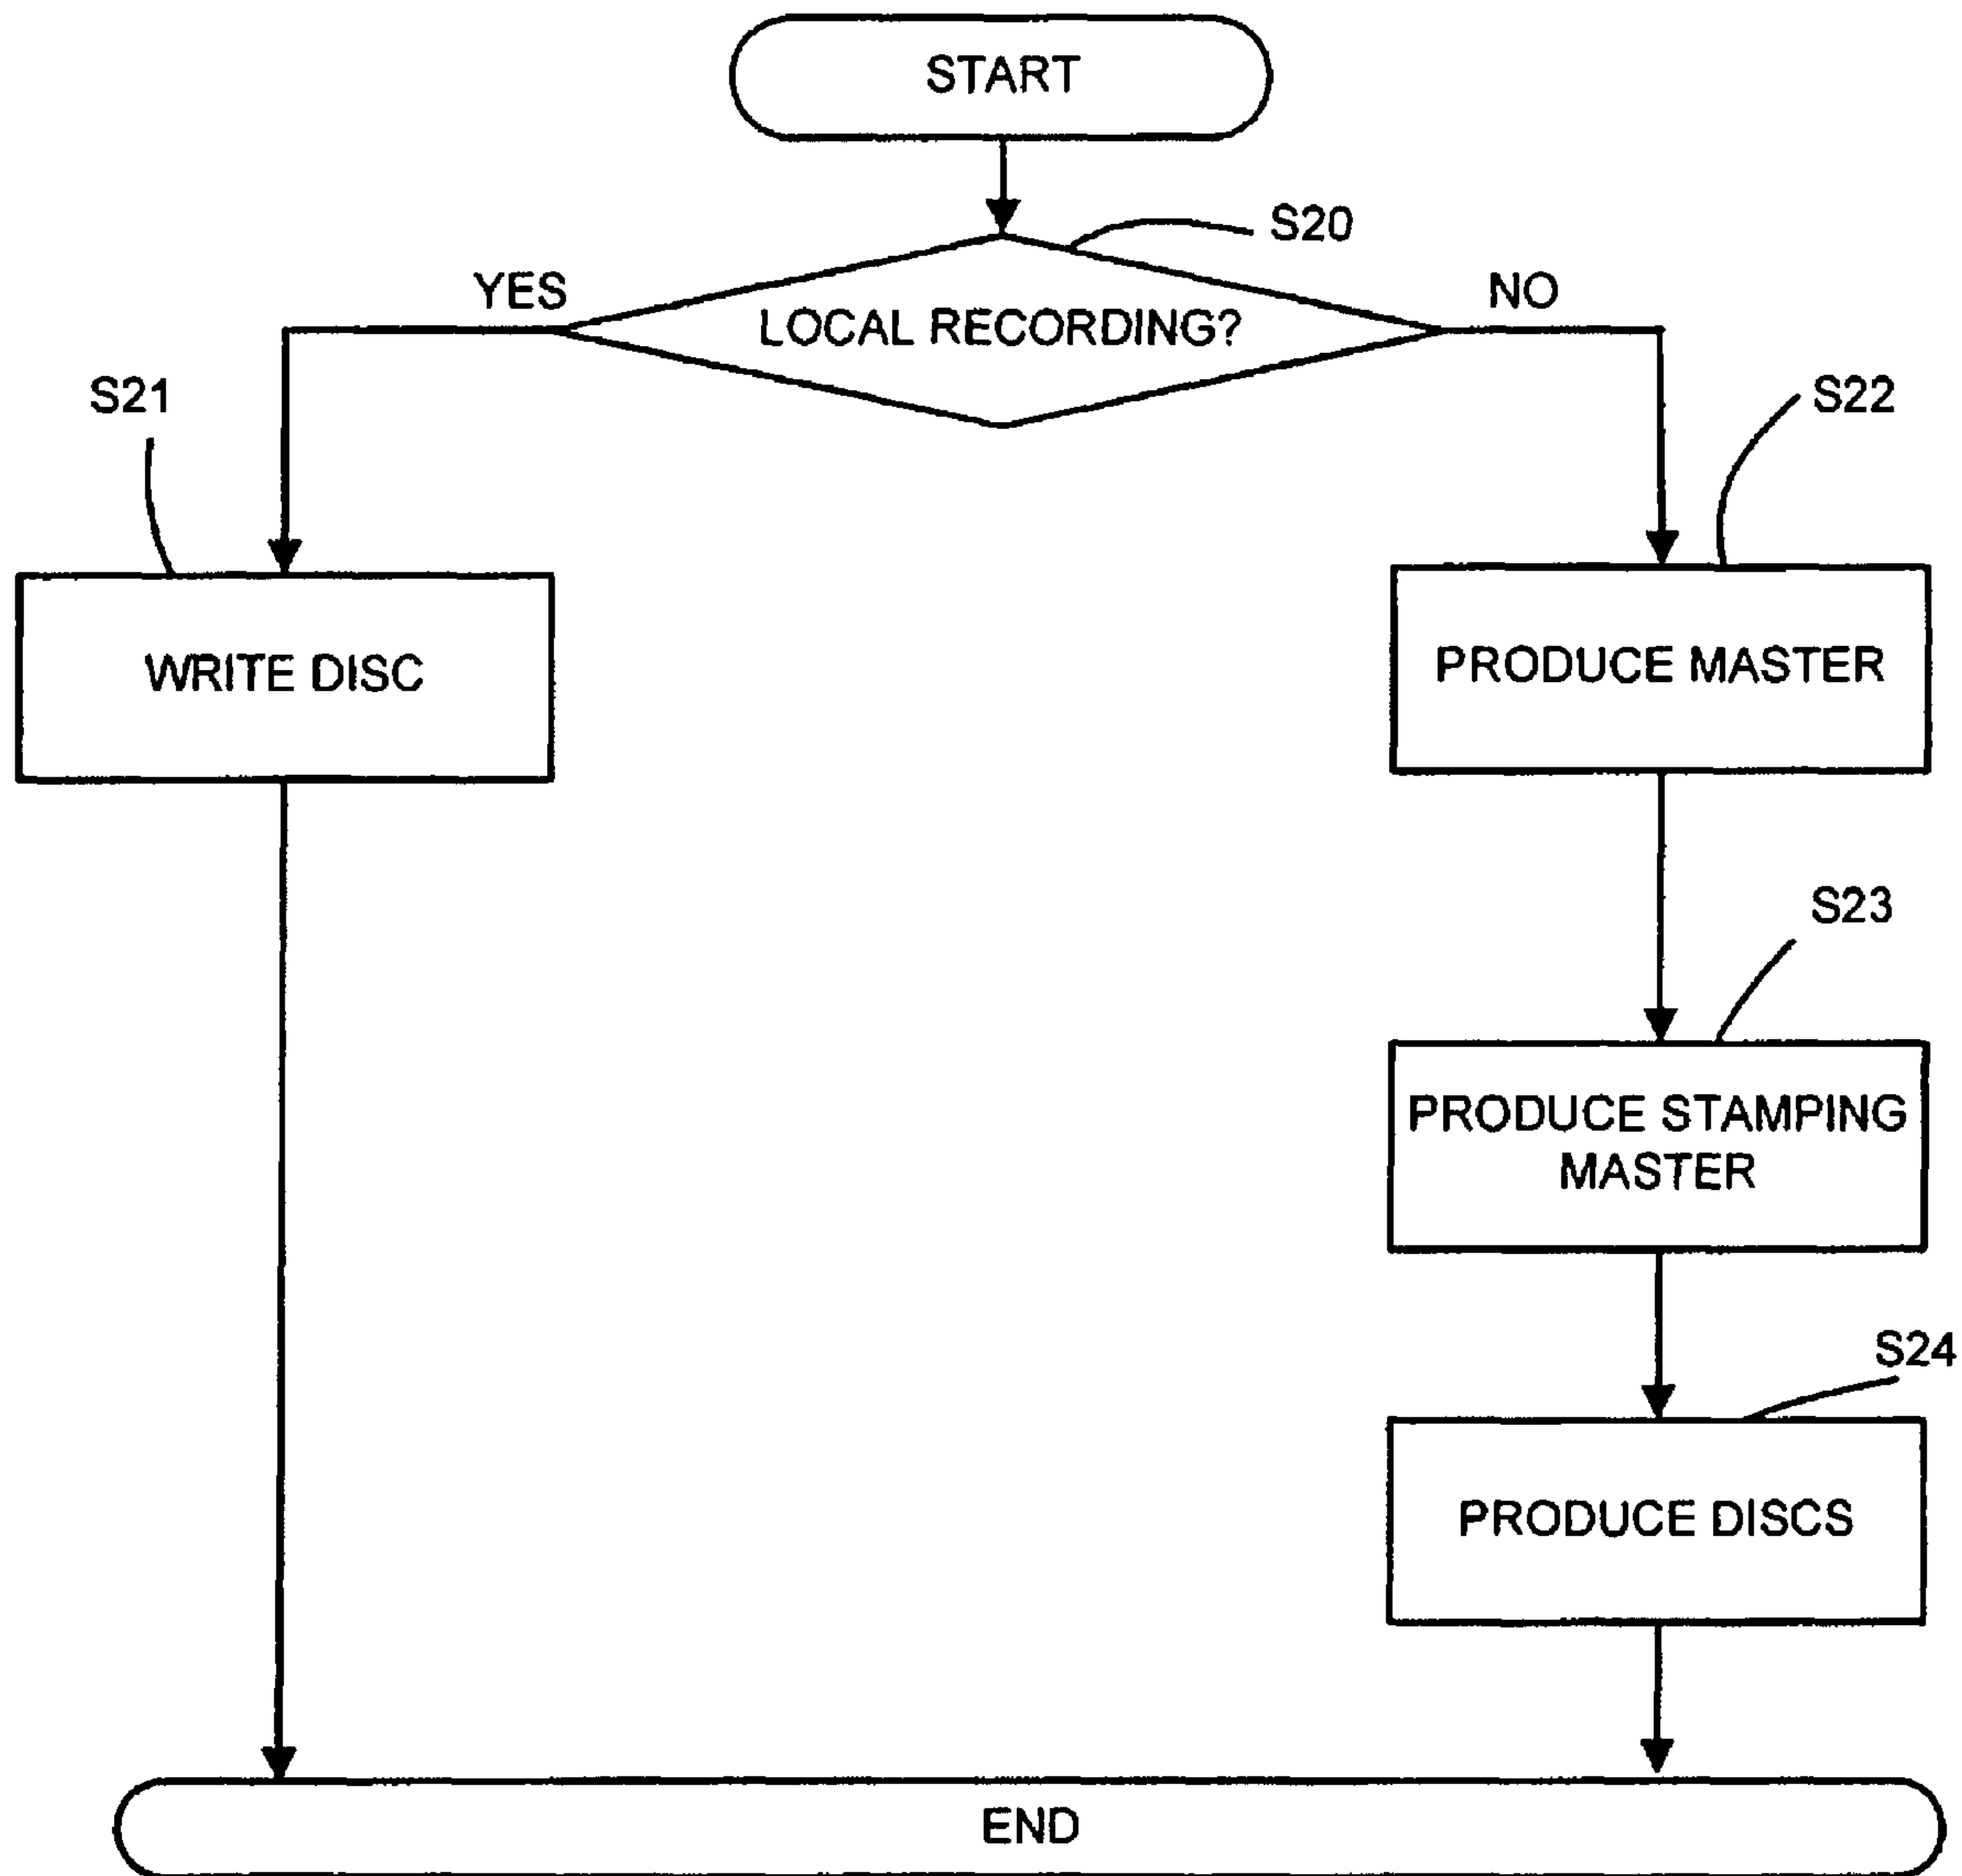 START
S20
YES
NO
LOCAL RECORDING?
S21
S22
WRITE DISC
PRODUCE MASTER
S23
PRODUCE STAMPING
MASTER
S24
PRODUCE DISCS
END